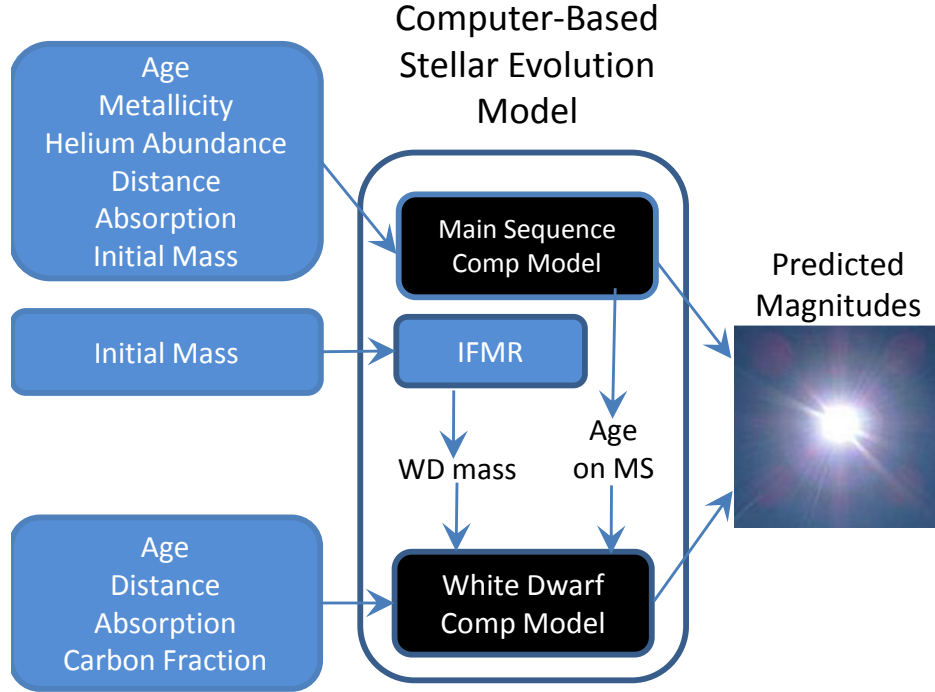 Computer-Based
Stellar Evolution
Model
Age
Metallicity
Helium Abundance
Distance
Absorption
Initial Mass
Main Sequence
Comp Model
Predicted
Magnitudes
Initial Mass
IFMR
WD mass
Age
on MS
Age
Distance
Absorption
Carbon Fraction
White Dwarf
Comp Model